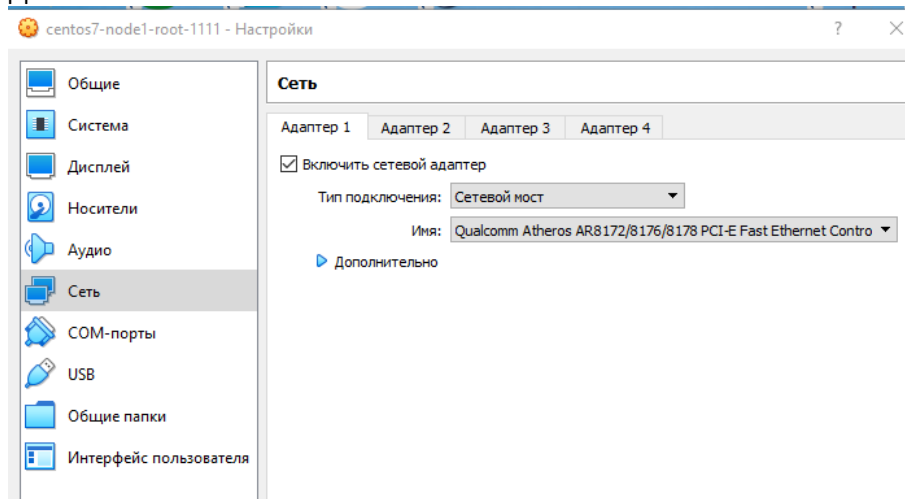 centos7-node1-root-1111 - Настройки
?
Общие
Система
Дисплей
Носители
Аудио
Сеть
COM-порты
USB
Общие папки
Интерфейс пользователя
Сеть
Адаптер 1 Адаптер 2 Адаптер 3 Адаптер 4
Включить сетевой адаптер
Тип подключения: Сетевой мост
Имя: Qualcomm Atheros AR8172/8176/8178 PCI-E Fast Ethernet Contro
Дополнительно